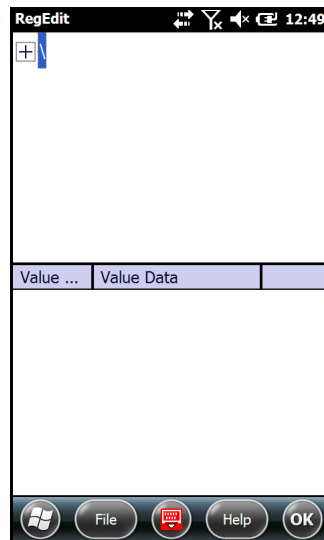 RegEdit 12:49
\
Value ... Value Data
File Help OK